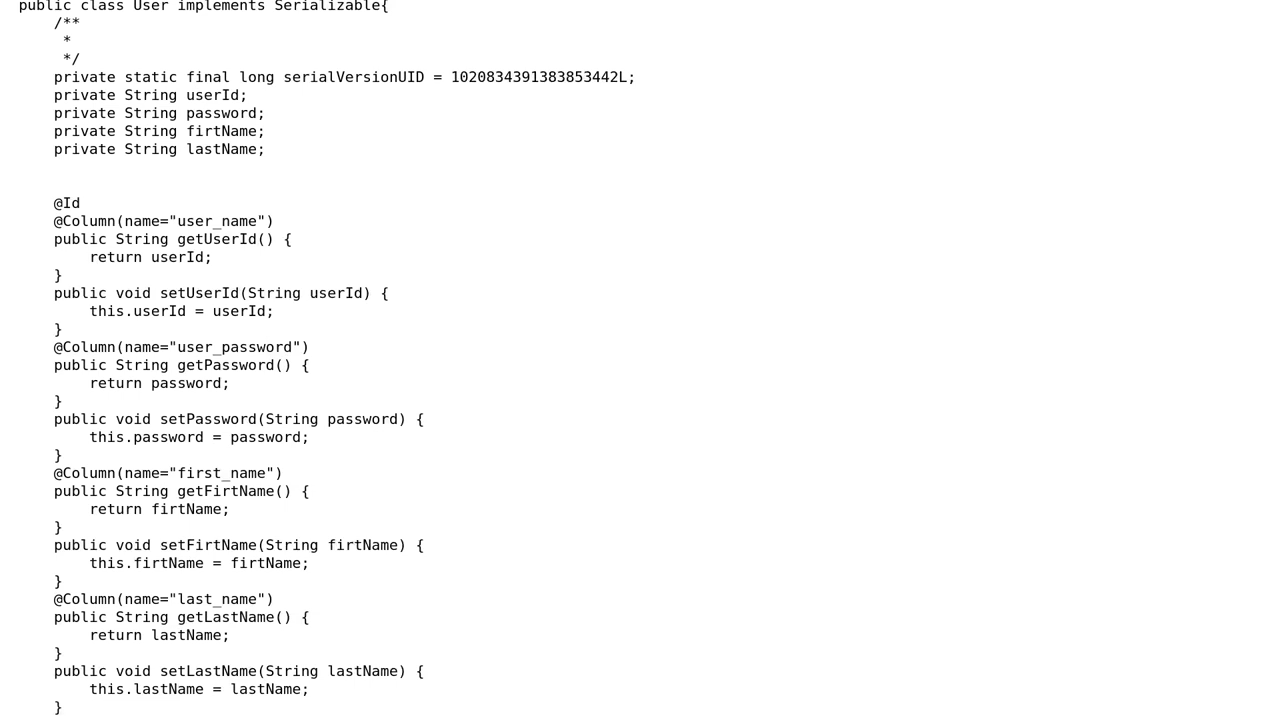 public class User implements Serializable{
    /**
     *
     */
    private static final long serialVersionUID = 1020834391383853442L;
    private String userId;
    private String password;
    private String firtName;
    private String lastName;
    @Id
    @Column(name="user_name")
    public String getUserId() {
        return userId;
    }
    public void setUserId(String userId) {
        this.userId = userId;
    }
    @Column(name="user_password")
    public String getPassword() {
        return password;
    }
    public void setPassword(String password) {
        this.password = password;
    }
    @Column(name="first_name")
    public String getFirtName() {
        return firtName;
    }
    public void setFirtName(String firtName) {
        this.firtName = firtName;
    }
    @Column(name="last_name")
    public String getLastName() {
        return lastName;
    }
    public void setLastName(String lastName) {
        this.lastName = lastName;
    }